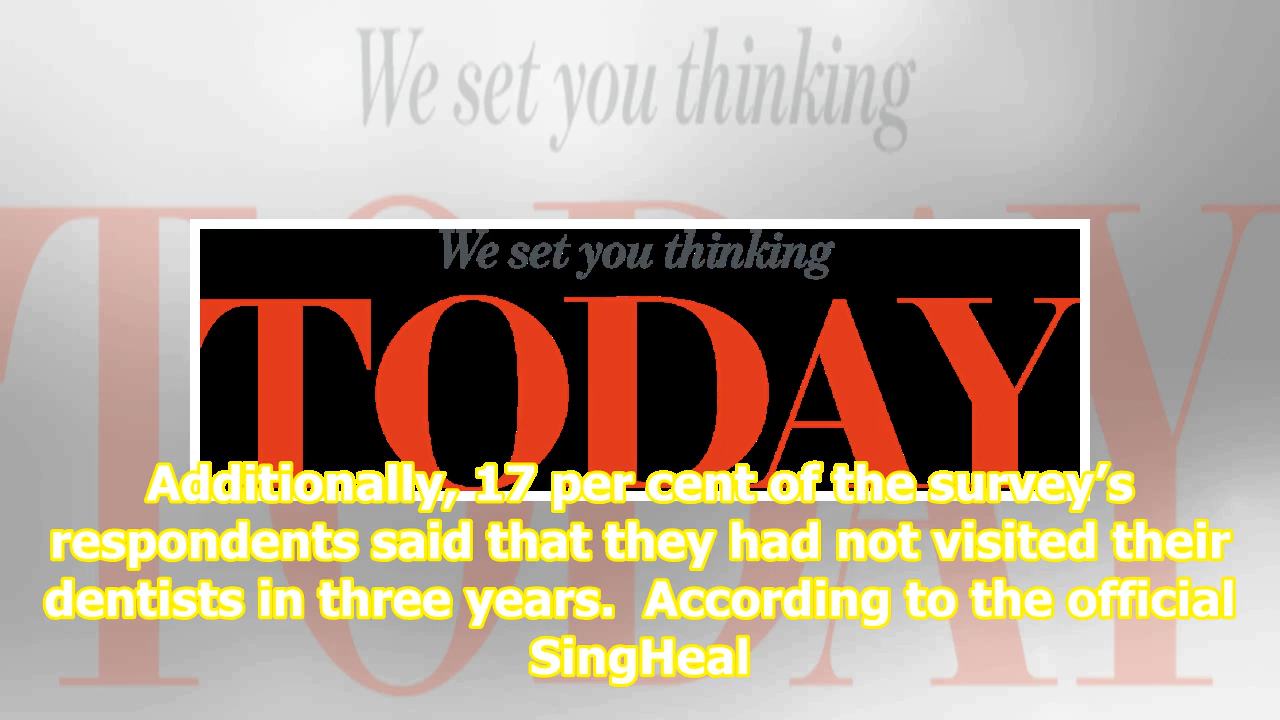 We set you thinking
TODAY
We set you thinking
TODAY
Additionally, 17 per cent of the survey’s
respondents said that they had not visited their
dentists in three years.  According to the official
SingHeal